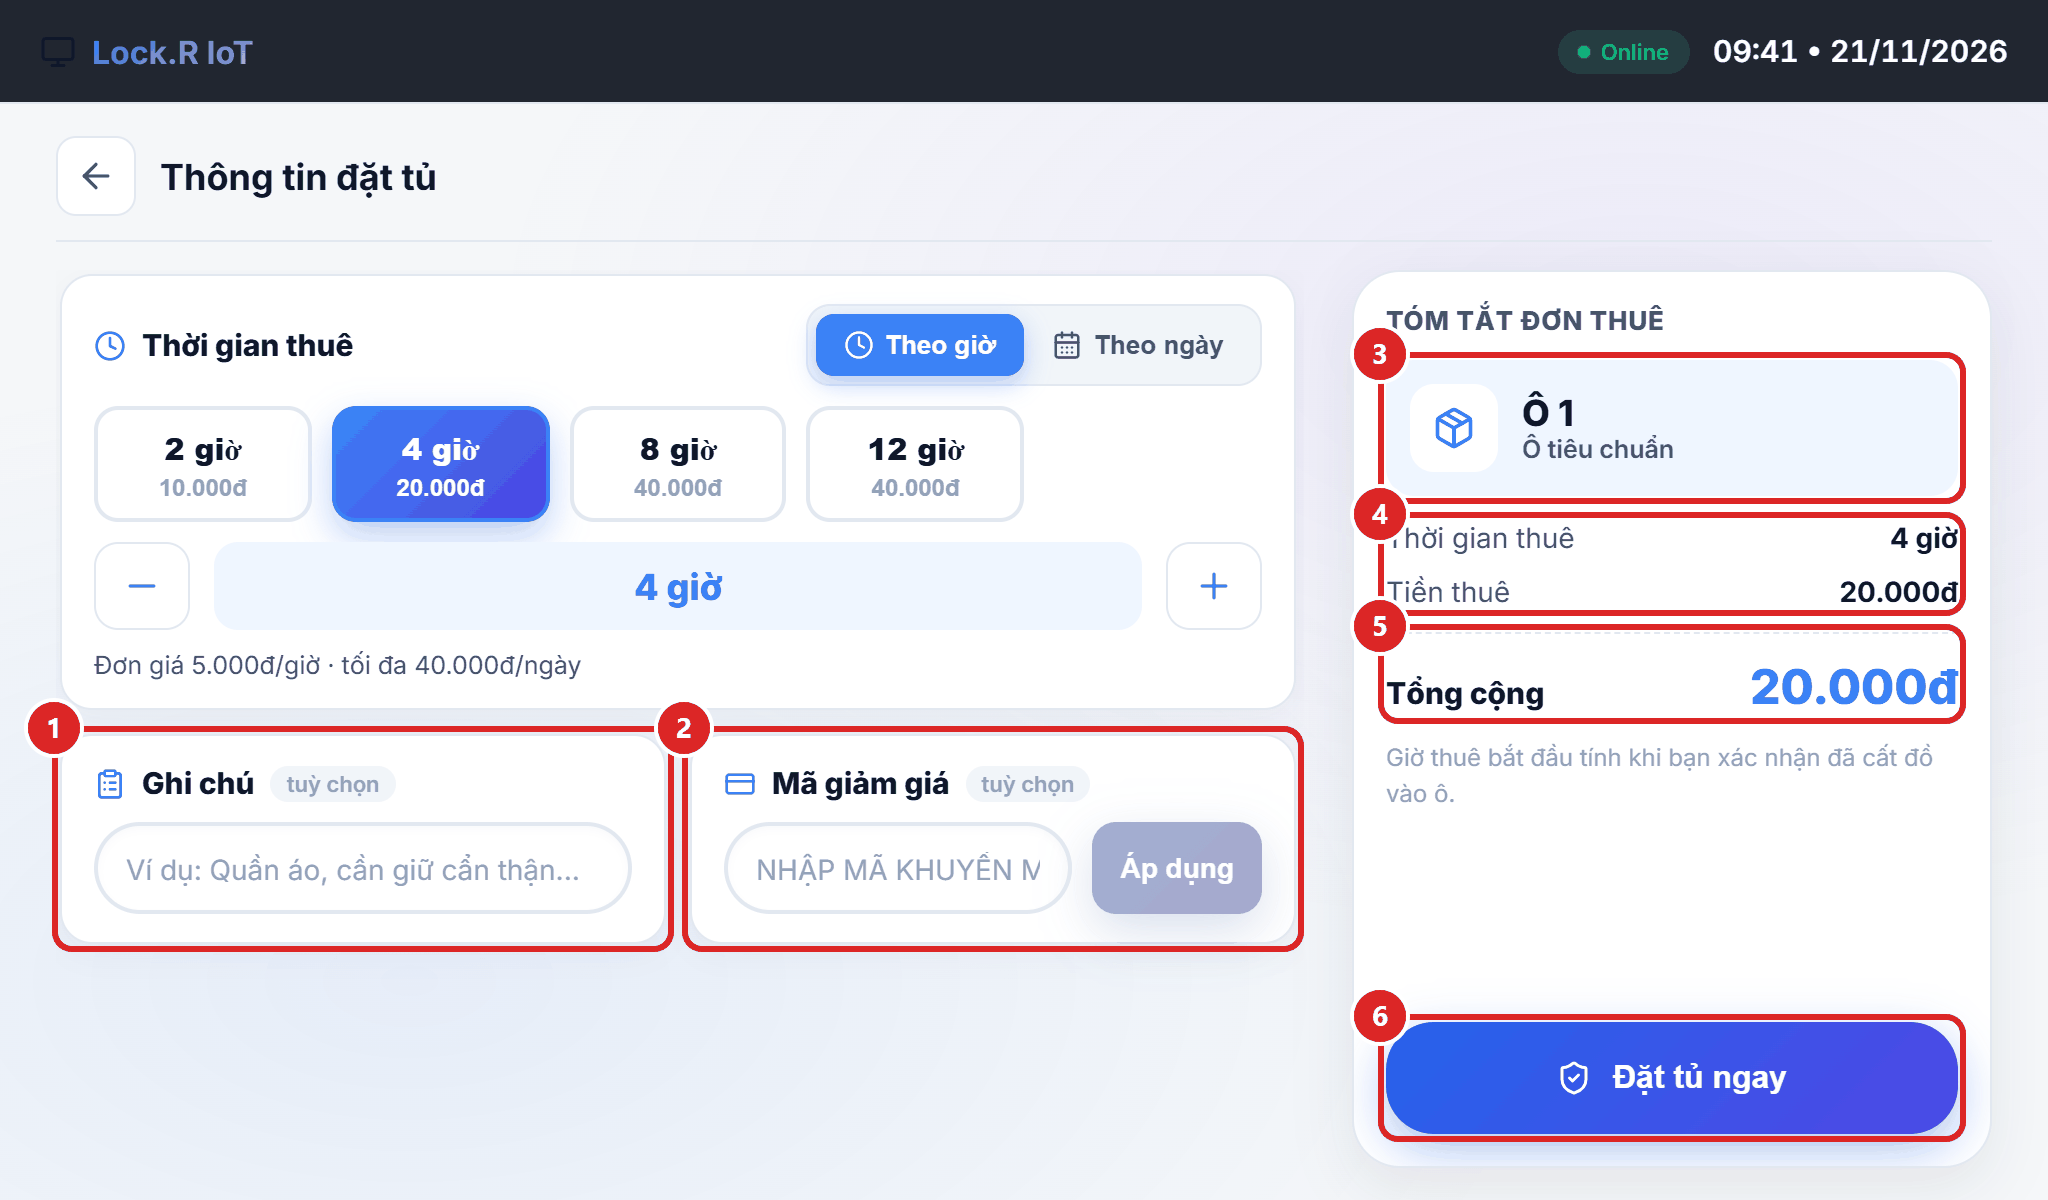 Lock.R IoT
Online
09:41 • 21/11/2026
Thông tin đặt tủ
Thời gian thuê
Theo giờ
Theo ngày
2 giờ
10.000đ
4 giờ
20.000đ
8 giờ
40.000đ
12 giờ
40.000đ
4 giờ
Đơn giá 5.000đ/giờ · tối đa 40.000đ/ngày
1
Ghi chú
tuỳ chọn
Ví dụ: Quần áo, cần giữ cẩn thận...
2
Mã giảm giá
tuỳ chọn
NHẬP MÃ KHUYẾN M
Áp dụng
TÓM TẮT ĐƠN THUÊ
3
Ô 1
Ô tiêu chuẩn
4
Thời gian thuê
4 giờ
Tiền thuê
20.000đ
5
Tổng cộng
20.000đ
Giờ thuê bắt đầu tính khi bạn xác nhận đã cất đồ
vào ô.
6
Đặt tủ ngay